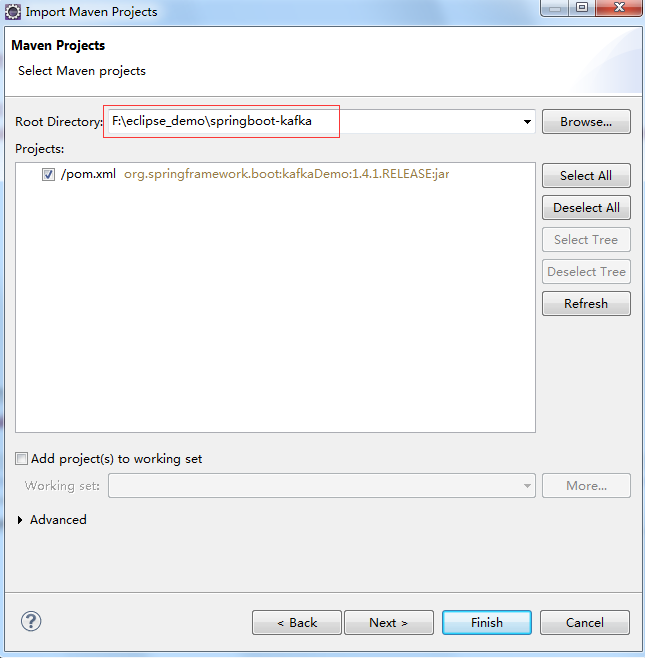 Import Maven Projects
Maven Projects
Select Maven projects
Root Directory: F:\eclipse_demo\springboot-kafka Browse...
Projects:
/pom.xml org.springframework.boot:kafkaDemo:1.4.1.RELEASE:jar Select All
Deselect All
Select Tree
Deselect Tree
Refresh
Add project(s) to working set
Working set: More...
Advanced
? < Back Next > Finish Cancel